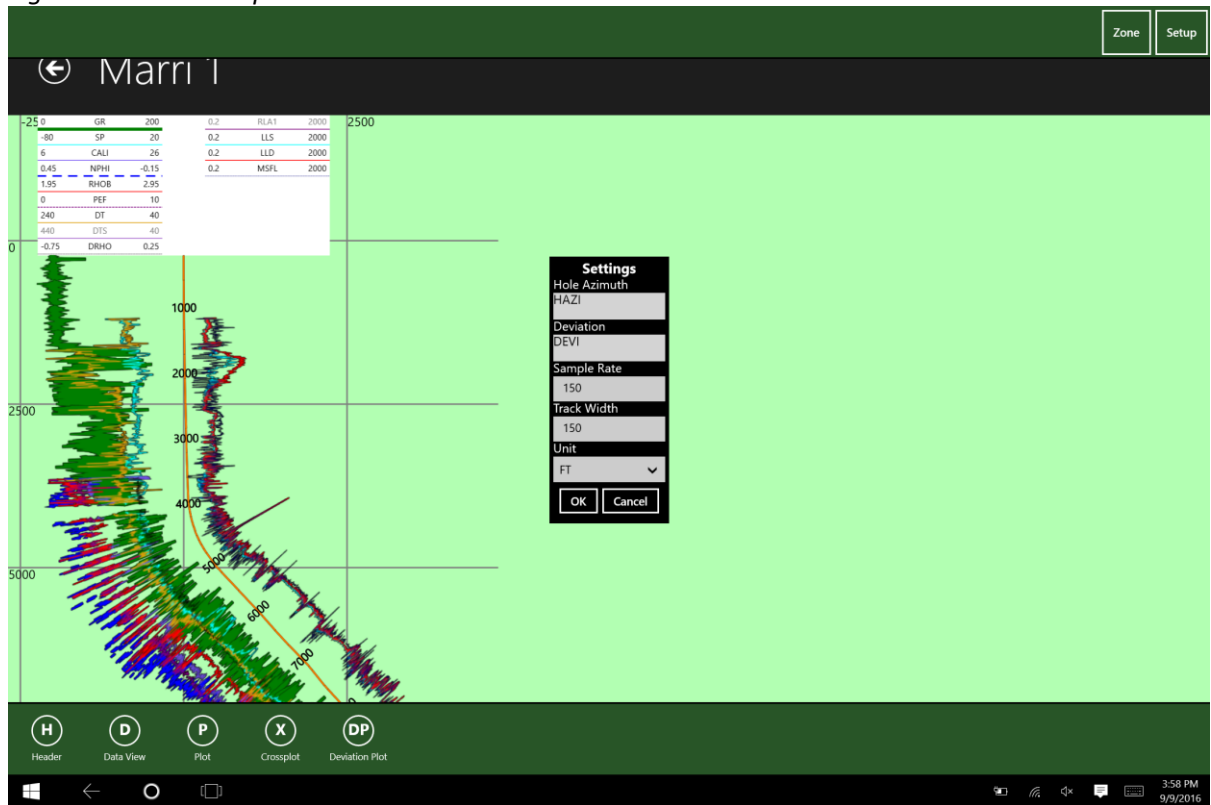 Zone Setup
Marri 1
-25 0 GR 200 0.2 RLA1 2000 2500
-80 SP 20 0.2 LLS 2000
6 CALI 26 0.2 LLD 2000
0.45 NPHI -0.15 0.2 MSFL 2000
1.95 RHOB 2.95
0 PEF 10
240 DT 40
440 DTS 40
0 -0.75 DRHO 0.25
Settings
Hole Azimuth
HAZI
Deviation
DEVI
Sample Rate
150
Track Width
150
Unit
FT
OK Cancel
1000
2000
2500
3000
4000
5000
5000
6000
7000
H D P X DP
Header Data View Plot Crossplot Deviation Plot
3:58 PM
9/9/2016